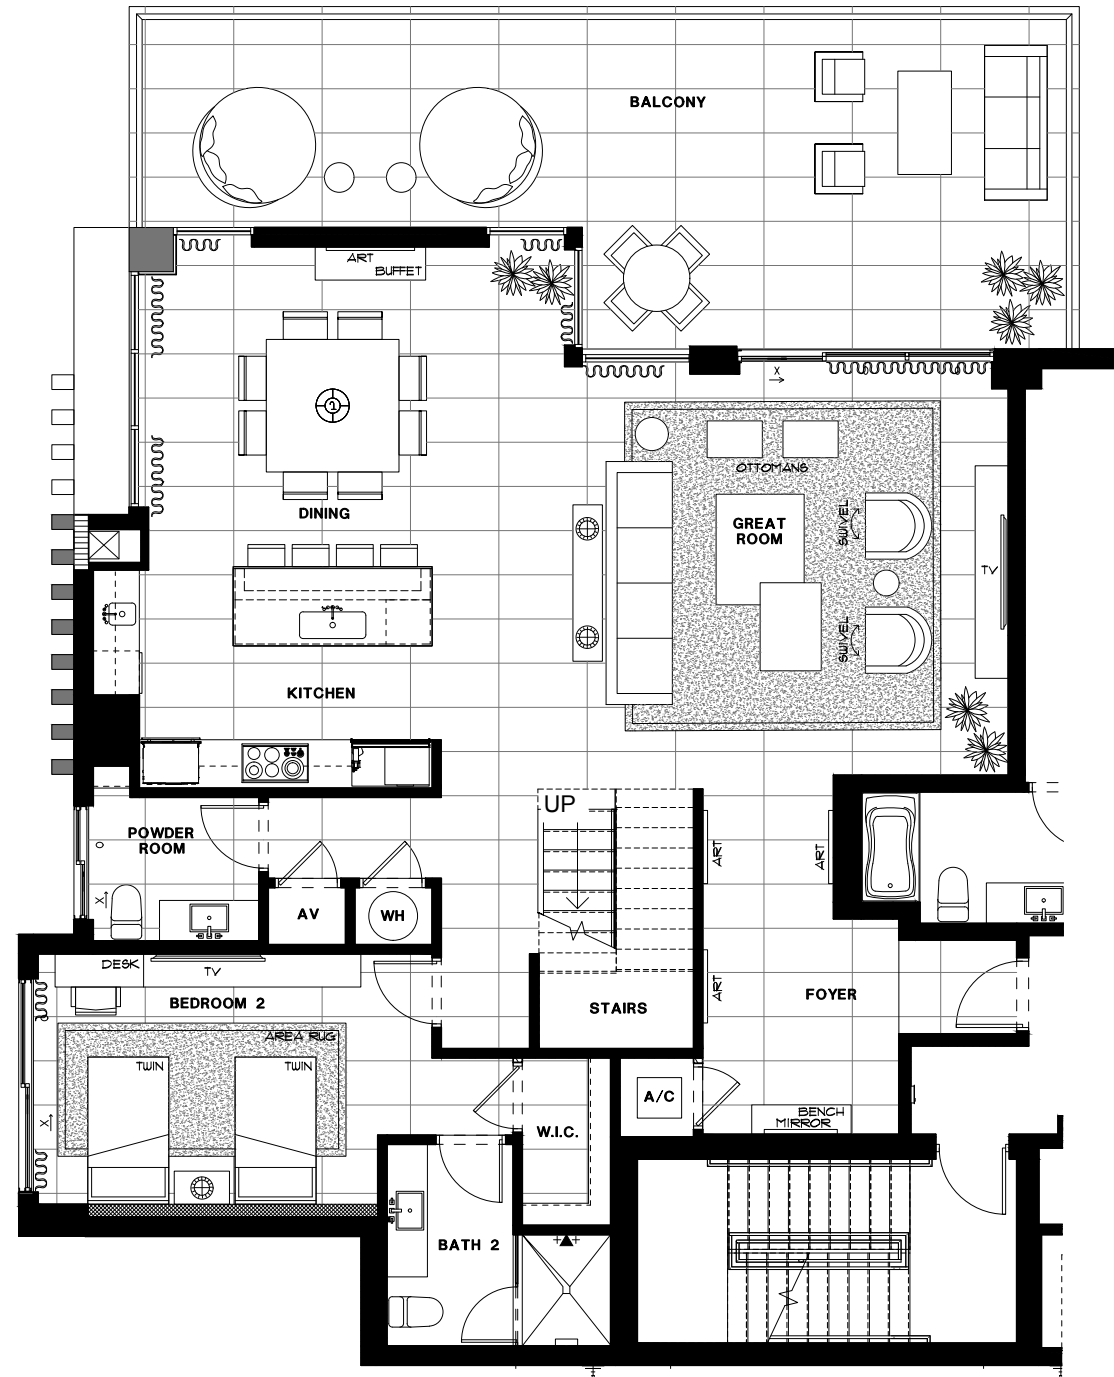 BALCONY
ART
BUFFET
X
OTTOMANS
DINING
GREAT
ROOM
SWIVEL
TV
SWIVEL
KITCHEN
UP
POWDER
ROOM
ART
ART
X
AV
WH
DESK
TV
BEDROOM 2
ART
FOYER
STAIRS
AREA RUG
TWIN
TWIN
A/C
X
BENCH
MIRROR
W.I.C.
BATH 2